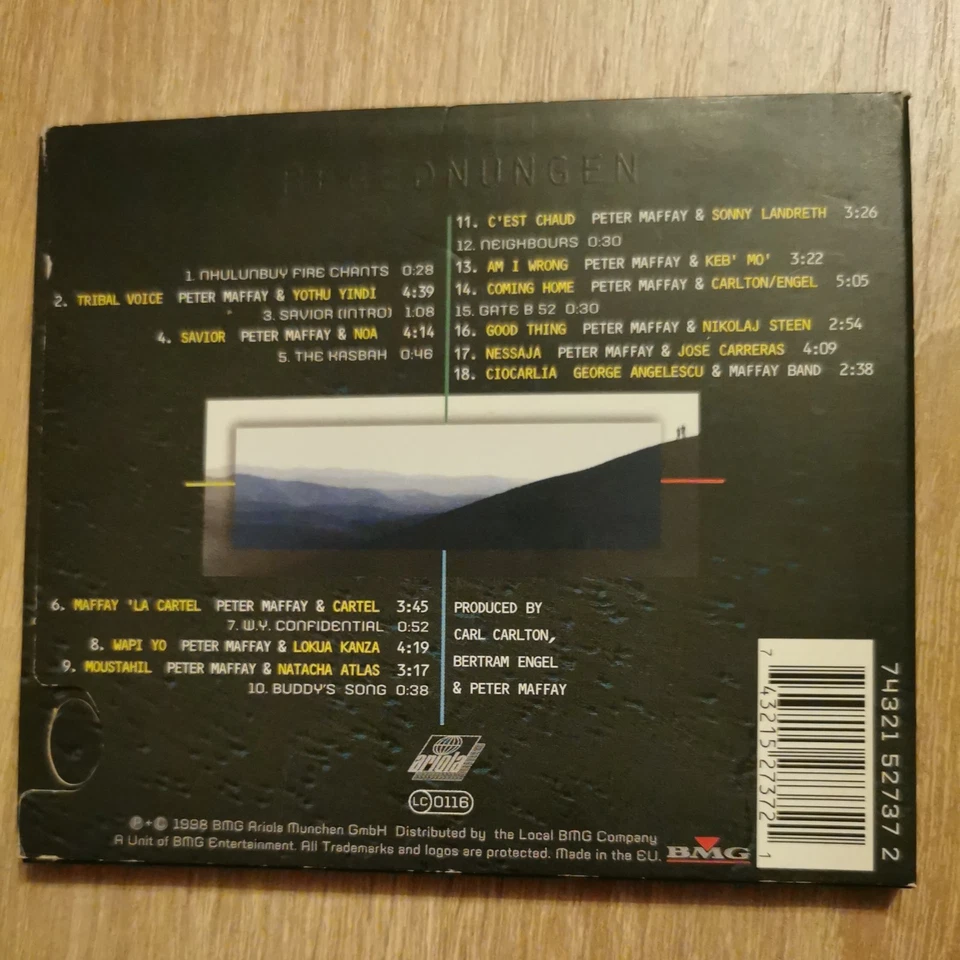 BEGEGNUNGEN
1. NHULUNBUY FIRE CHANTS 0:28
2. TRIBAL VOICE PETER MAFFAY & YOTHU YINDI 4:39
3. SAVIOR (INTRO) 1:08
4. SAVIOR PETER MAFFAY & NOA 4:14
5. THE KASBAH 0:46
11. C'EST CHAUD PETER MAFFAY & SONNY LANDRETH 3:26
12. NEIGHBOURS 0:30
13. AM I WRONG PETER MAFFAY & KEB' MO' 3:22
14. COMING HOME PETER MAFFAY & CARLTON/ENGEL 5:05
15. GATE B 52 0:30
16. GOOD THING PETER MAFFAY & NIKOLAJ STEEN 2:54
17. NESSAJA PETER MAFFAY & JOSÉ CARRERAS 4:09
18. CIOCARLIA GEORGE ANGELESCU & MAFFAY BAND 2:38
6. MAFFAY 'LA CARTEL PETER MAFFAY & CARTEL 3:45
7. W.Y. CONFIDENTIAL 0:52
8. WAPI YO PETER MAFFAY & LOKUA KANZA 4:19
9. MOUSTAHIL PETER MAFFAY & NATACHA ATLAS 3:17
10. BUDDY'S SONG 0:38
PRODUCED BY
CARL CARLTON,
BERTRAM ENGEL
& PETER MAFFAY
ariola
LC 0116
℗+© 1998 BMG Ariola Munchen GmbH Distributed by the Local BMG Company
A Unit of BMG Entertainment. All Trademarks and logos are protected. Made in the EU.
BMG
7 43215 27372 1
74321 52737 2